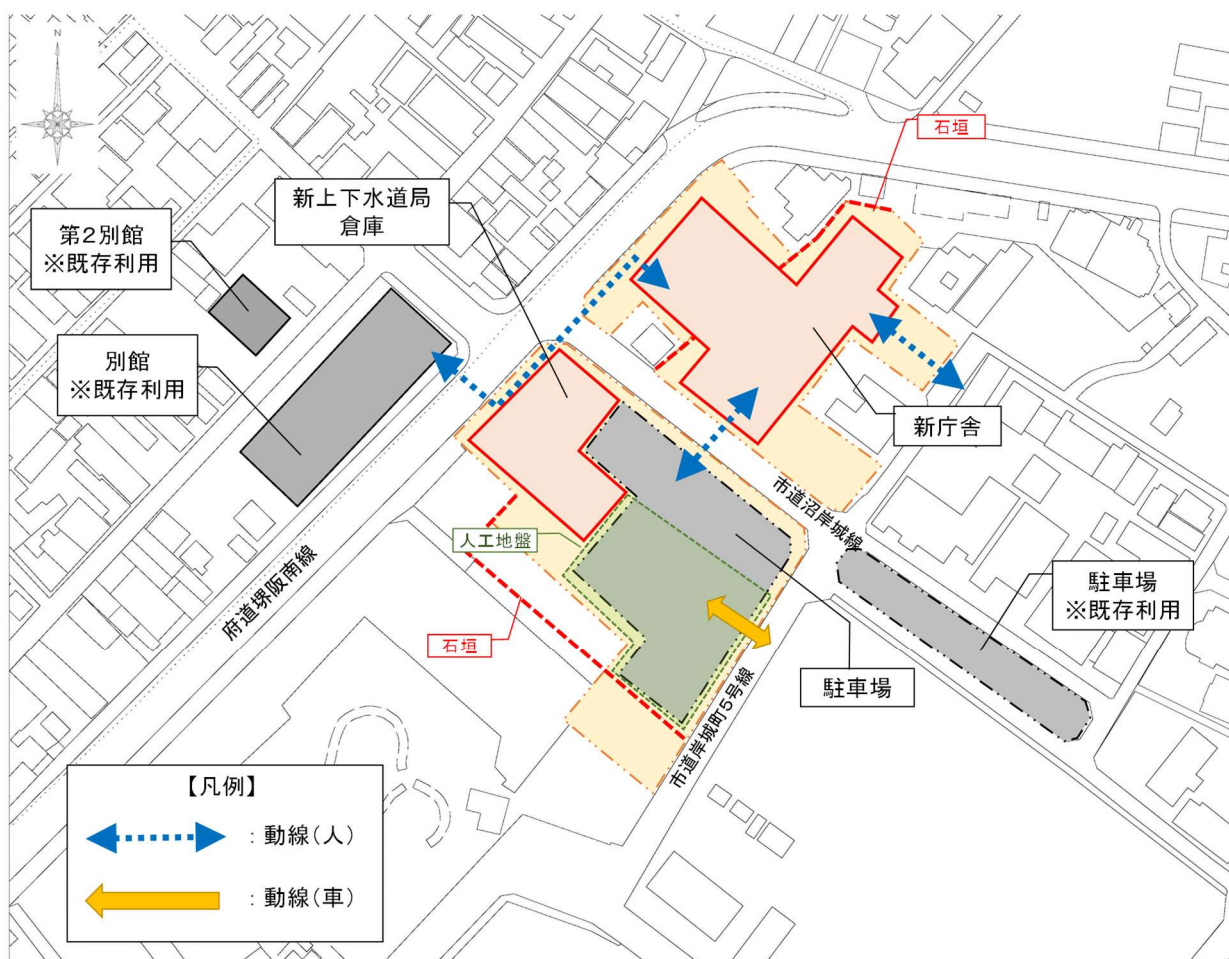 N
石垣
新上下水道局
倉庫
第2別館
※既存利用
別館
※既存利用
新庁舎
市道沼岸城線
人工地盤
駐車場
※既存利用
府道堺阪南線
石垣
駐車場
市道岸城町5号線
【凡例】
：動線(人)
：動線(車)